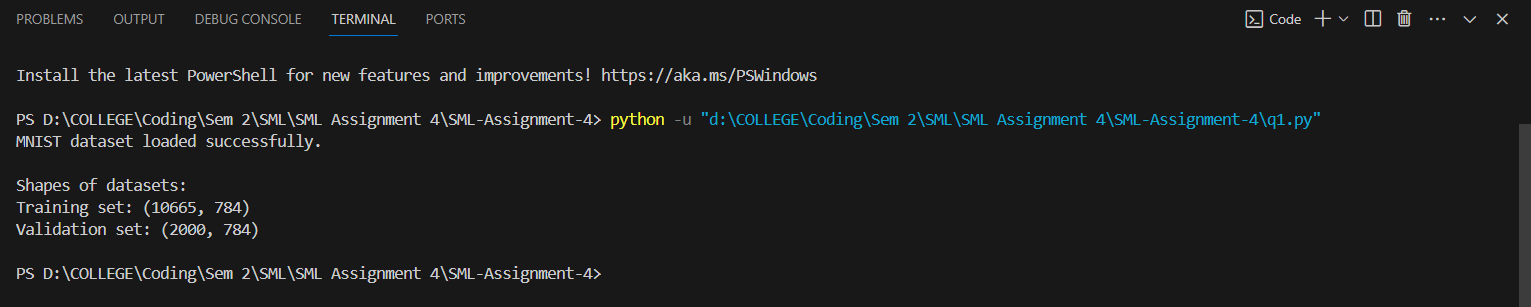 PROBLEMS OUTPUT DEBUG CONSOLE TERMINAL PORTS Code
Install the latest PowerShell for new features and improvements! https://aka.ms/PSWindows
PS D:\COLLEGE\Coding\Sem 2\SML\SML Assignment 4\SML-Assignment-4> python -u "d:\COLLEGE\Coding\Sem 2\SML\SML Assignment 4\SML-Assignment-4\q1.py"
MNIST dataset loaded successfully.
Shapes of datasets:
Training set: (10665, 784)
Validation set: (2000, 784)
PS D:\COLLEGE\Coding\Sem 2\SML\SML Assignment 4\SML-Assignment-4>